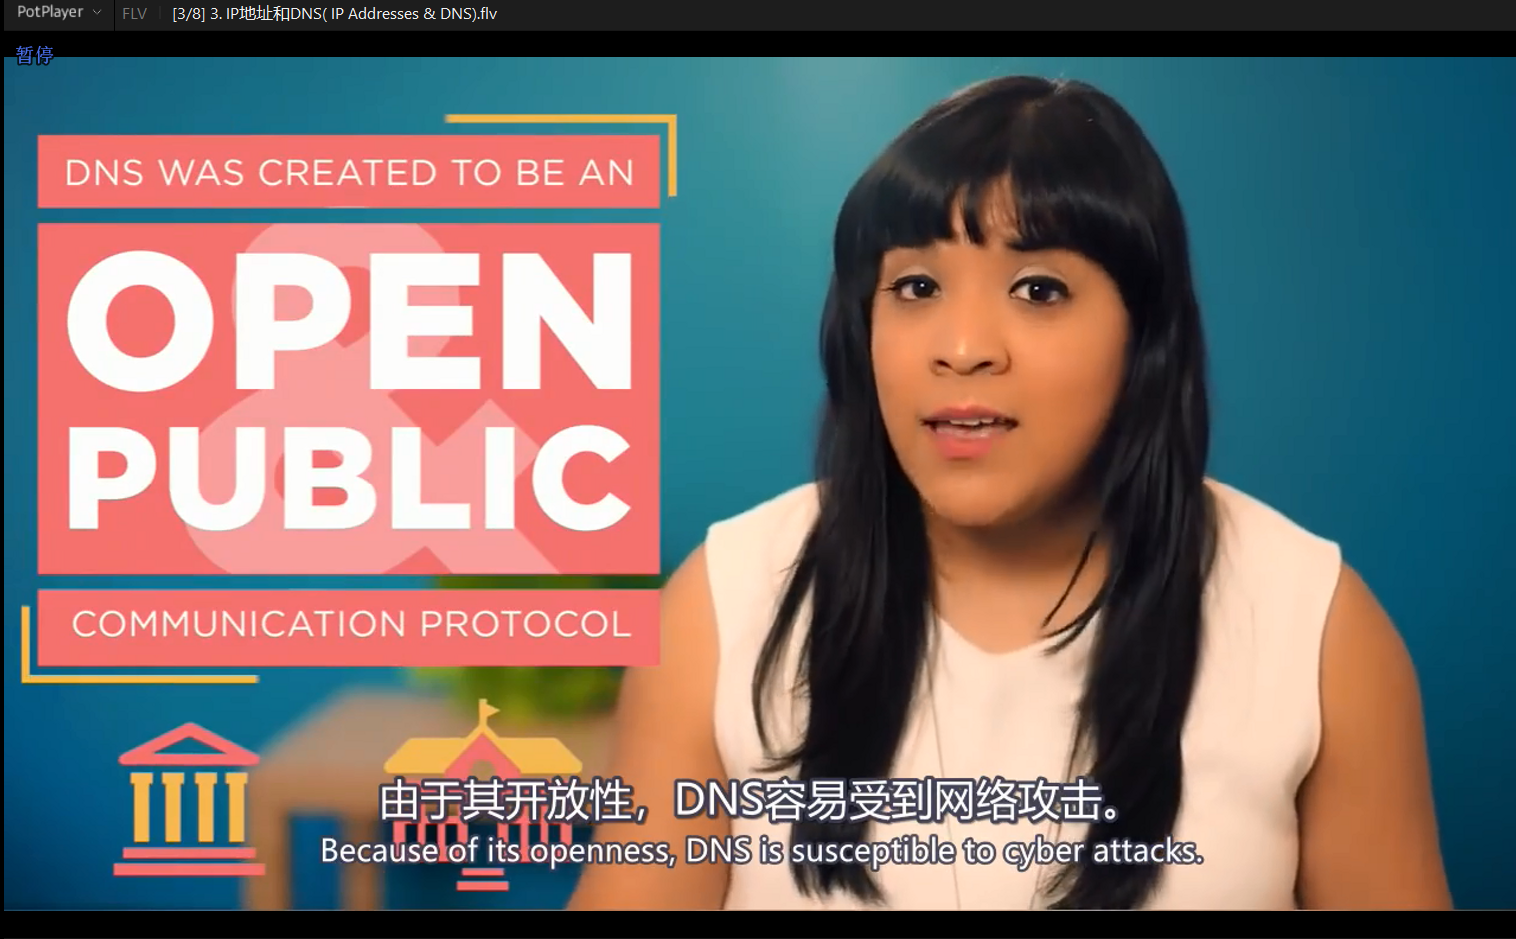 PotPlayer FLV [3/8] 3. IP地址和DNS( IP Addresses & DNS).flv
暂停
DNS WAS CREATED TO BE AN
&
OPEN
PUBLIC
COMMUNICATION PROTOCOL
由于其开放性，DNS容易受到网络攻击。
Because of its openness, DNS is susceptible to cyber attacks.